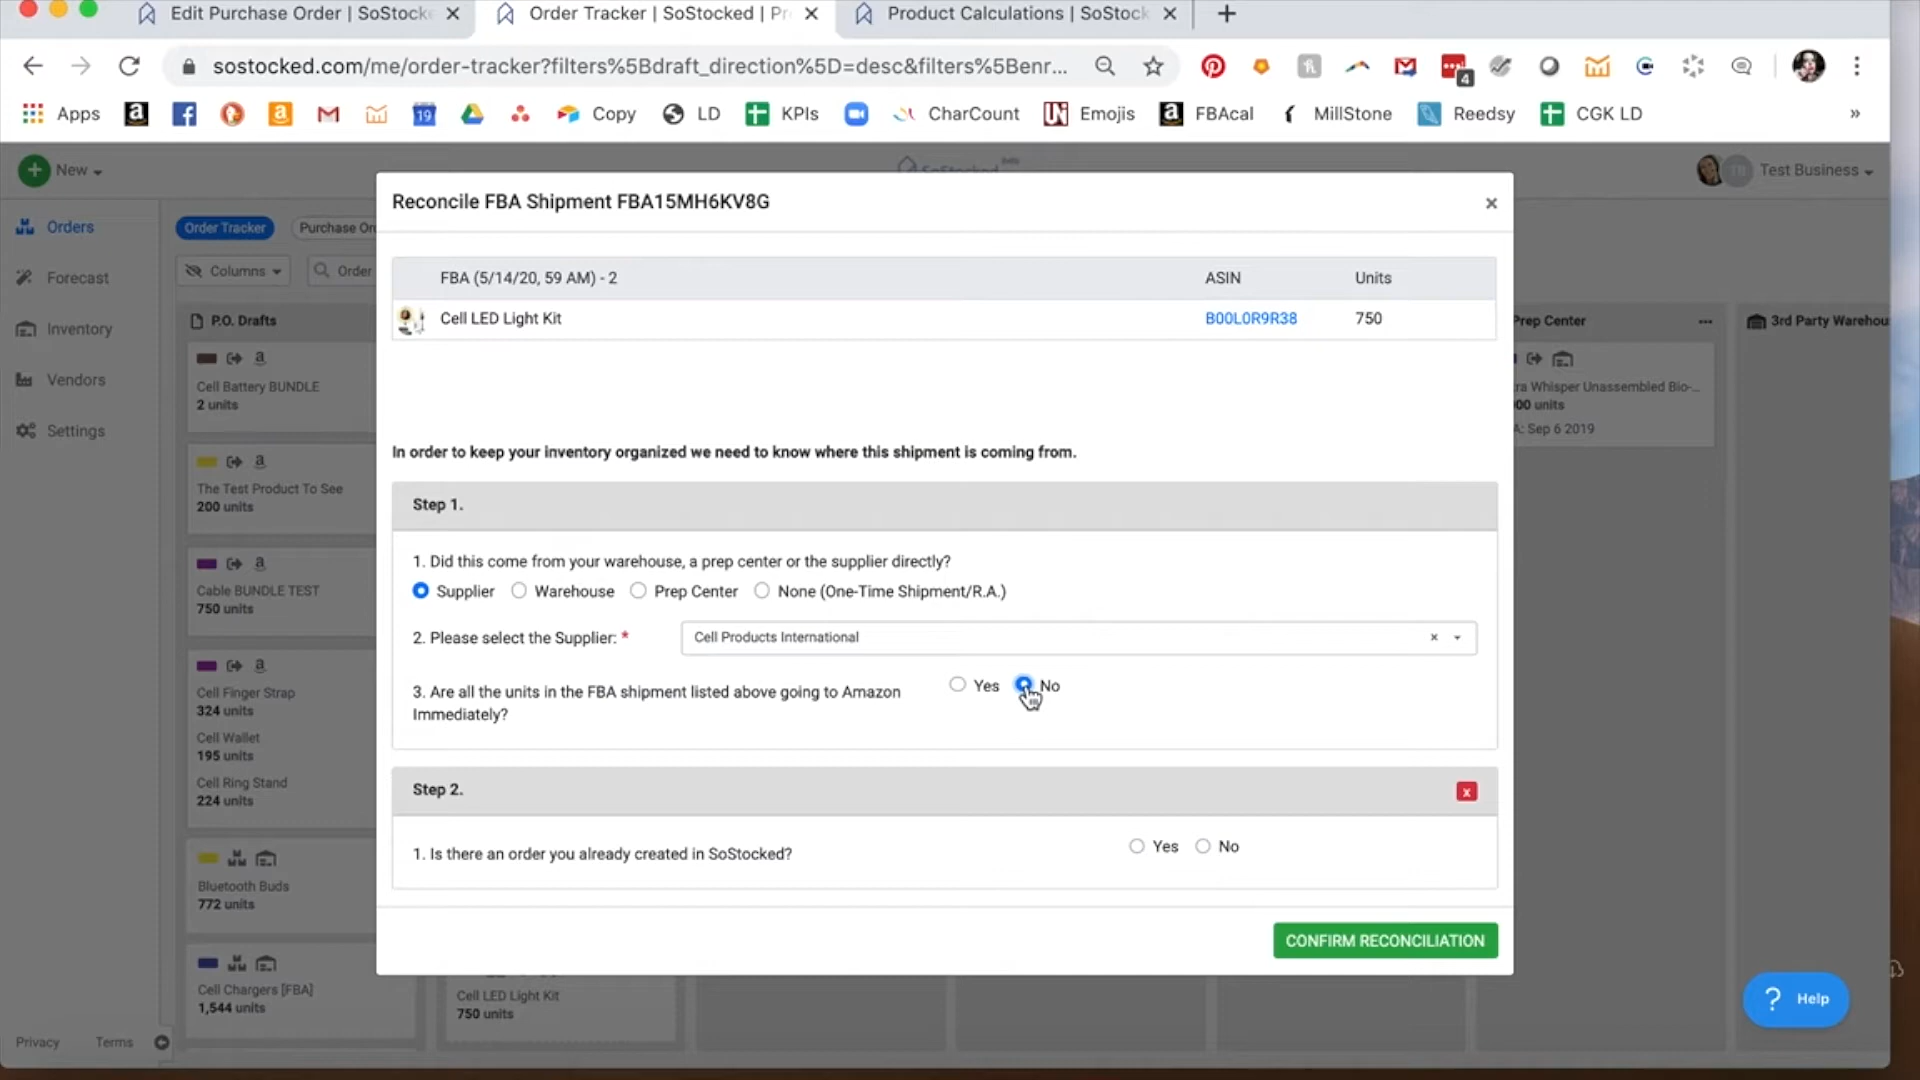 Edit Purchase Order | SoStocke
Order Tracker | SoStocked | Pr
Product Calculations | SoStock
sostocked.com/me/order-tracker?filters%5Bdraft_direction%5D=desc&filters%5Benr...
4
Apps
19
Copy
LD
KPIs
CharCount
Emojis
FBAcal
MillStone
Reedsy
CGK LD
»
New
SoStocked Beta
Test Business
Orders
Forecast
Inventory
Vendors
Settings
Order Tracker
Purchase Or
Columns
Order
P.O. Drafts
Cell Battery BUNDLE
2 units
The Test Product To See
200 units
Cable BUNDLE TEST
750 units
Cell Finger Strap
324 units
Cell Wallet
195 units
Cell Ring Stand
224 units
Bluetooth Buds
772 units
Cell Chargers [FBA]
1,544 units
Cell LED Light Kit
750 units
Prep Center
3rd Party Warehou
ra Whisper Unassembled Bio-...
00 units
A: Sep 6 2019
Reconcile FBA Shipment FBA15MH6KV8G
×
FBA (5/14/20, 59 AM) - 2
ASIN
Units
Cell LED Light Kit
B00L0R9R38
750
In order to keep your inventory organized we need to know where this shipment is coming from.
Step 1.
1. Did this come from your warehouse, a prep center or the supplier directly?
Supplier
Warehouse
Prep Center
None (One-Time Shipment/R.A.)
2. Please select the Supplier: *
Cell Products International
×
3. Are all the units in the FBA shipment listed above going to Amazon
Immediately?
Yes
No
Step 2.
x
1. Is there an order you already created in SoStocked?
Yes
No
CONFIRM RECONCILIATION
? Help
Privacy
Terms